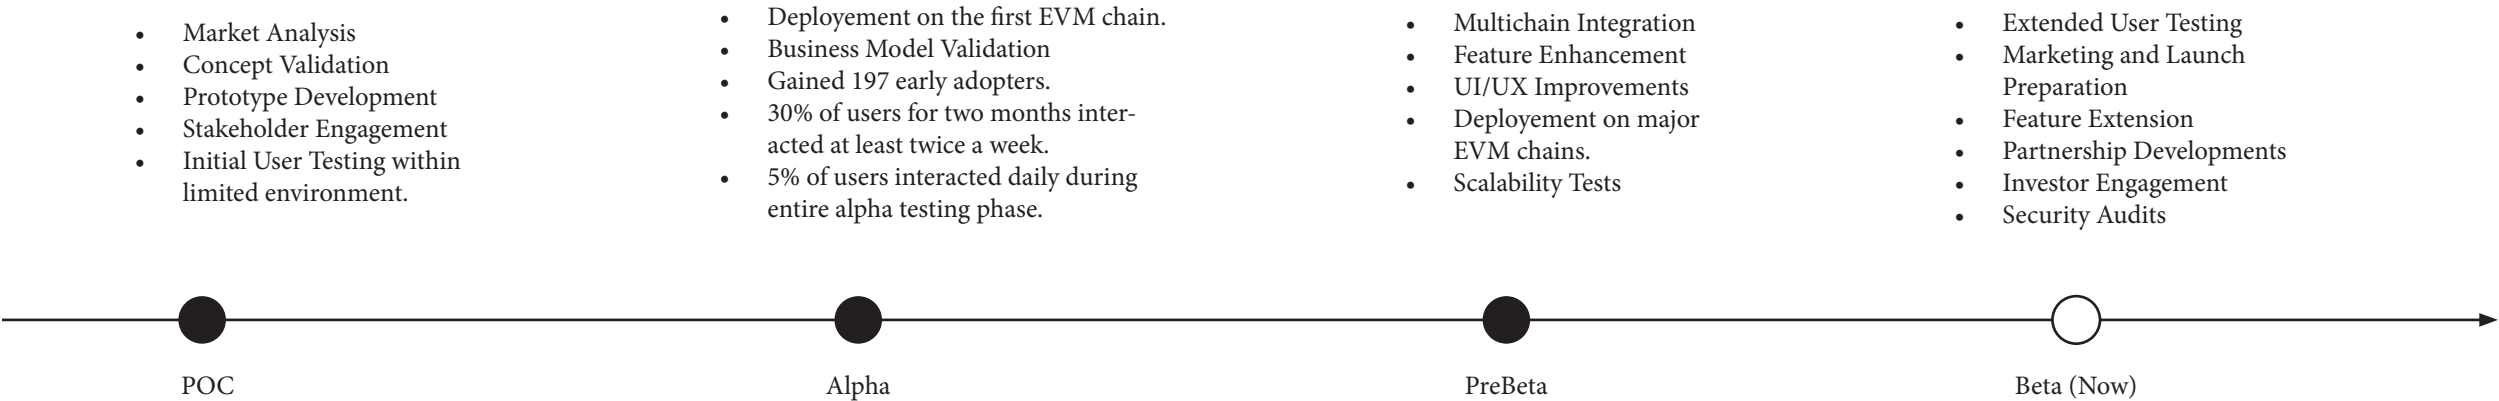 • Market Analysis
• Concept Validation
• Prototype Development
• Stakeholder Engagement
• Initial User Testing within
limited environment.
• Deployement on the first EVM chain.
• Business Model Validation
• Gained 197 early adopters.
• 30% of users for two months inter-
acted at least twice a week.
• 5% of users interacted daily during
entire alpha testing phase.
• Multichain Integration
• Feature Enhancement
• UI/UX Improvements
• Deployement on major
EVM chains.
• Scalability Tests
• Extended User Testing
• Marketing and Launch
Preparation
• Feature Extension
• Partnership Developments
• Investor Engagement
• Security Audits
POC
Alpha
PreBeta
Beta (Now)